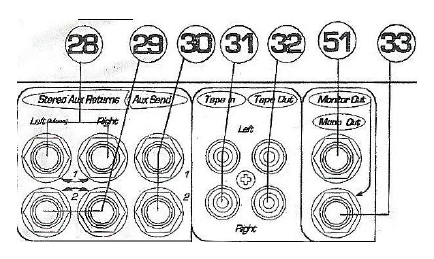 28 29 30 31 32 51 33
Stereo Aux Returns Aux Send Tape In Tape Out Monitor Out
Mono Out
Left Right Left
1 1
2 2
Right